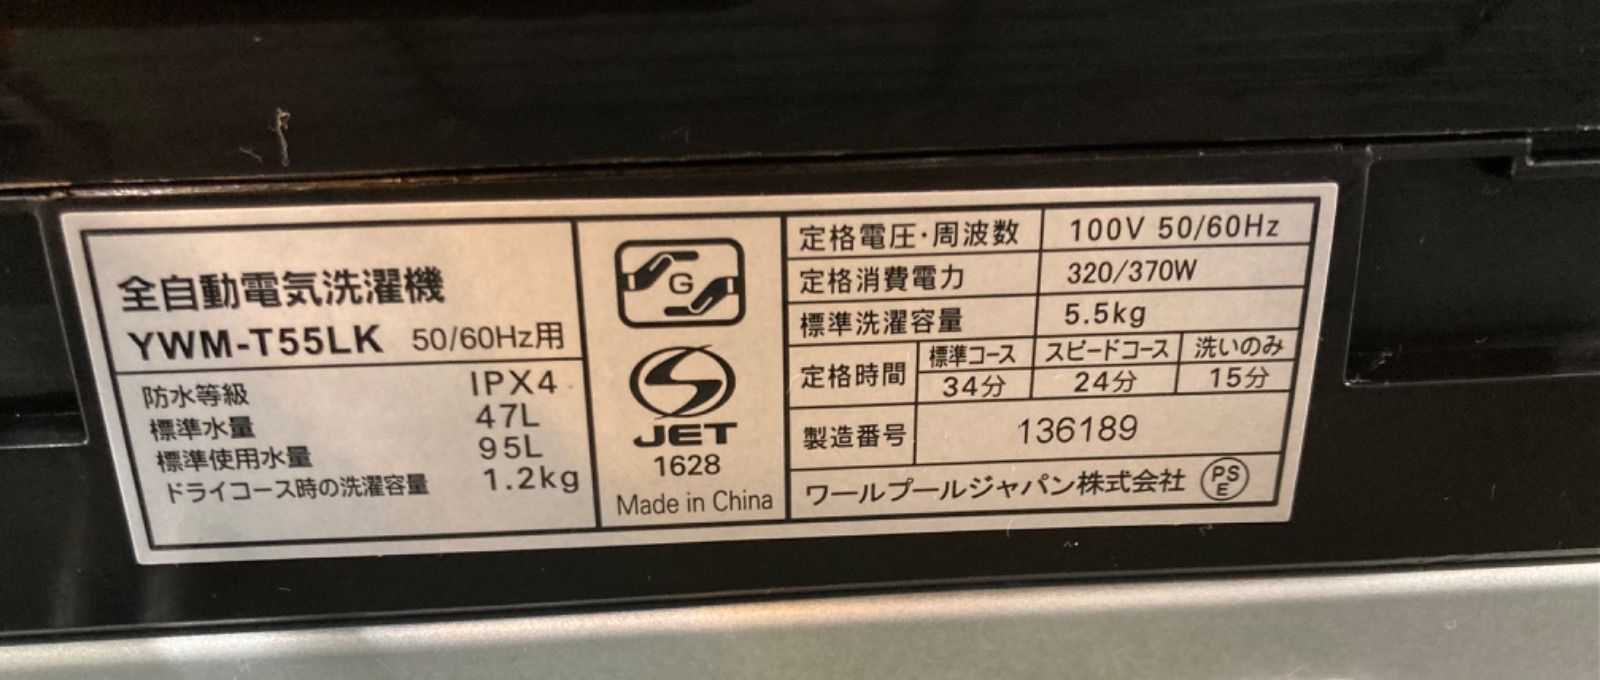 全自動電気洗濯機
YWM-T55LK 50/60Hz用
防水等級 IPX4
標準水量 47L
標準使用水量 95L
ドライコース時の洗濯容量 1.2kg
G
JET
1628
Made in China
定格電圧・周波数 100V 50/60Hz
定格消費電力 320/370W
標準洗濯容量 5.5kg
定格時間 標準コース スピードコース 洗いのみ
34分 24分 15分
製造番号 136189
ワールプールジャパン株式会社 PSE